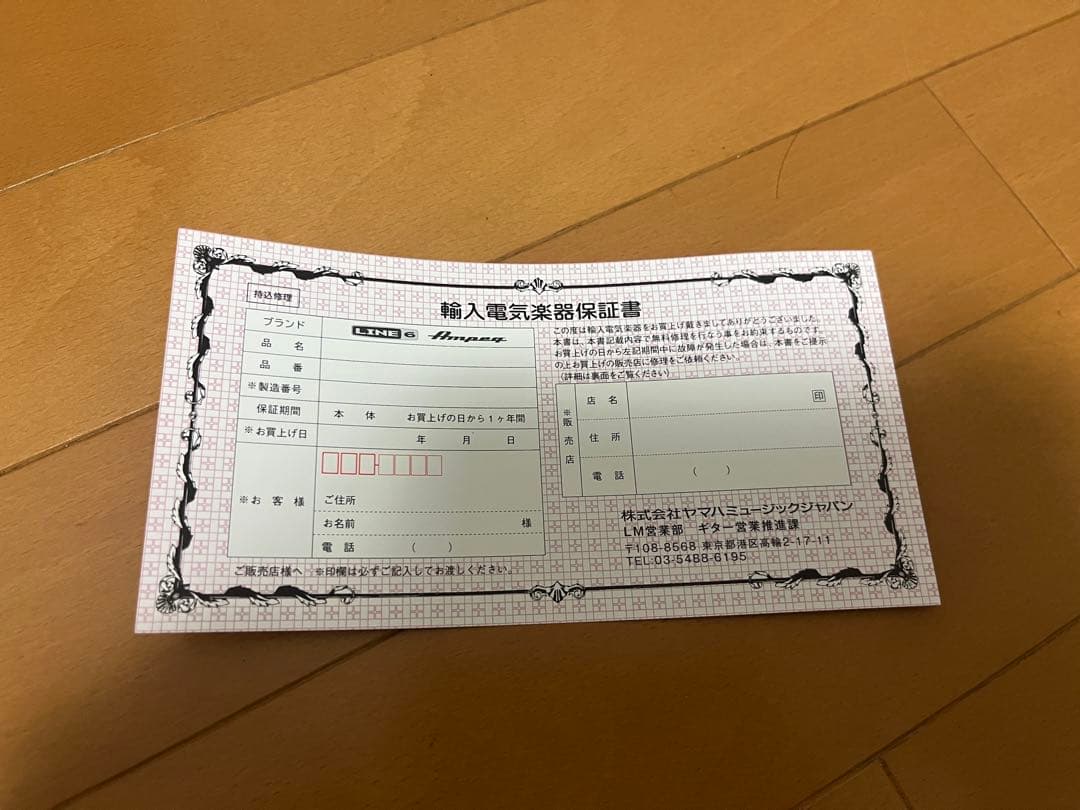 持込修理
輸入電気楽器保証書
ブランド LINE 6 Ampeg
品名
品番
※製造番号
保証期間 本体 お買上げの日から1ヶ年間
※お買上げ日 年 月 日
※お客様
ご住所
お名前 様
電話 ( )
ご販売店様へ ※印欄は必ずご記入してお渡しください。
この度は輸入電気楽器をお買上げ戴きましてありがとうございました。
本書は、本書記載内容で無料修理を行なう事をお約束するものです。
お買上げの日から左記期間中に故障が発生した場合は、本書をご提示
の上お買上げの販売店に修理をご依頼ください。
(詳細は裏面をご覧ください)
※販売店
店名 印
住所
電話 ( )
株式会社ヤマハミュージックジャパン
LM営業部 ギター営業推進課
〒108-8568 東京都港区高輪2-17-11
TEL:03-5488-6195